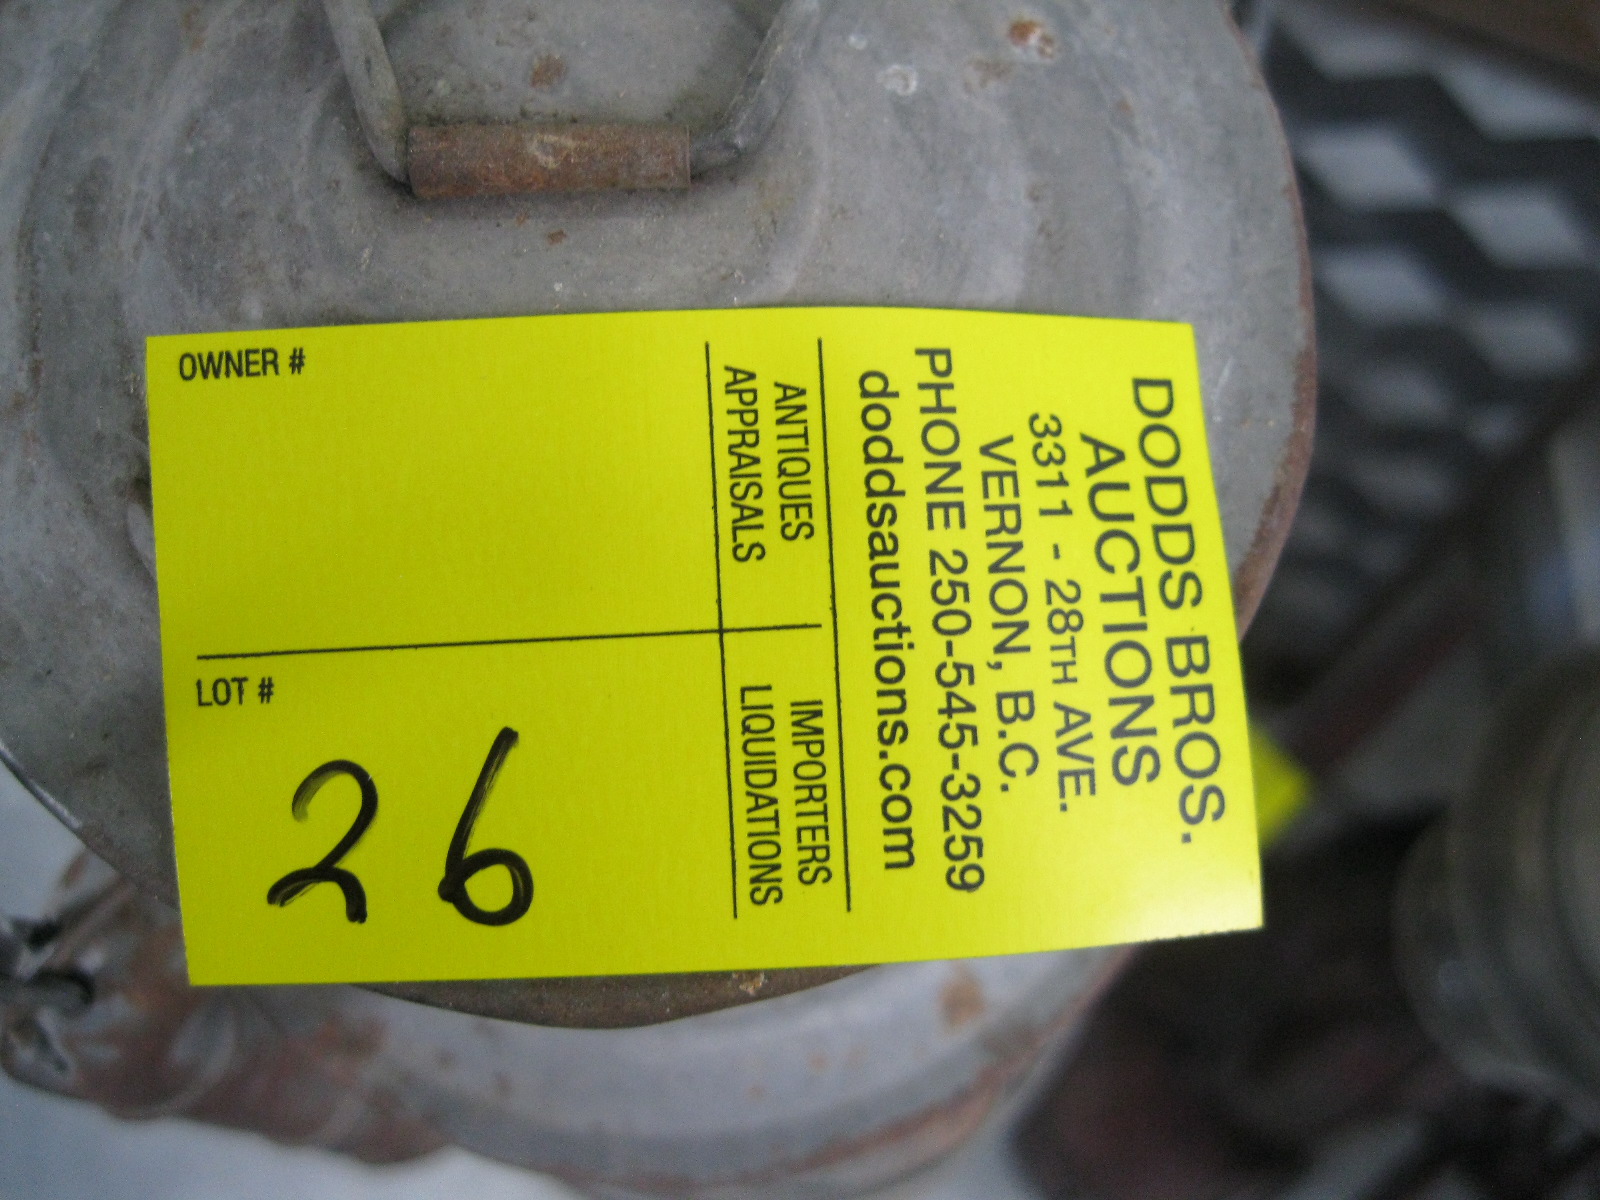 DODDS BROS.
AUCTIONS
3311 - 28TH AVE.
VERNON, B.C.
PHONE 250-545-3259
doddsauctions.com
ANTIQUES IMPORTERS
APPRAISALS LIQUIDATIONS
OWNER #
LOT #
26